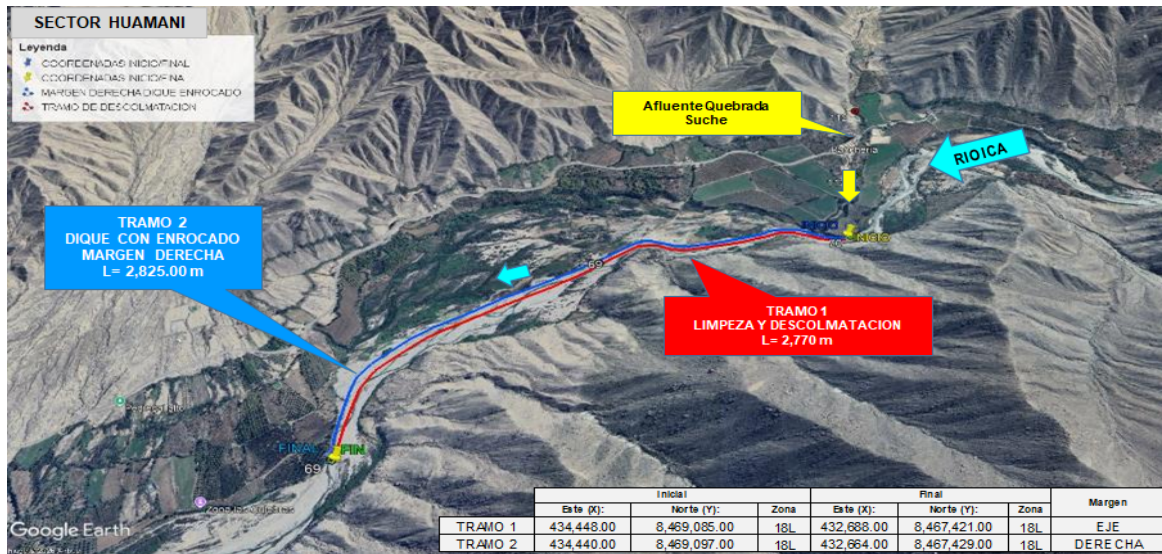 SECTOR HUAMANI
Leyenda
COORDENADAS INICIO/FINAL
COORDENADAS INICIO/FINA
MARGEN DERECHA DIQUE ENROCADO
TRAMO DE DESCOLMATACION
Afluente Quebrada
Suche
RIO ICA
TRAMO 2
DIQUE CON ENROCADO
MARGEN DERECHA
L= 2,825.00 m
INICIO
69
TRAMO 1
LIMPEZA Y DESCOLMATACION
L= 2,770 m
FINAL
FIN
69
Google Earth
Inicial Final Margen
Este (X): Norte (Y): Zona Este (X): Norte (Y): Zona
TRAMO 1 434,448.00 8,469,085.00 18L 432,688.00 8,467,421.00 18L EJE
TRAMO 2 434,440.00 8,469,097.00 18L 432,664.00 8,467,429.00 18L DERECHA